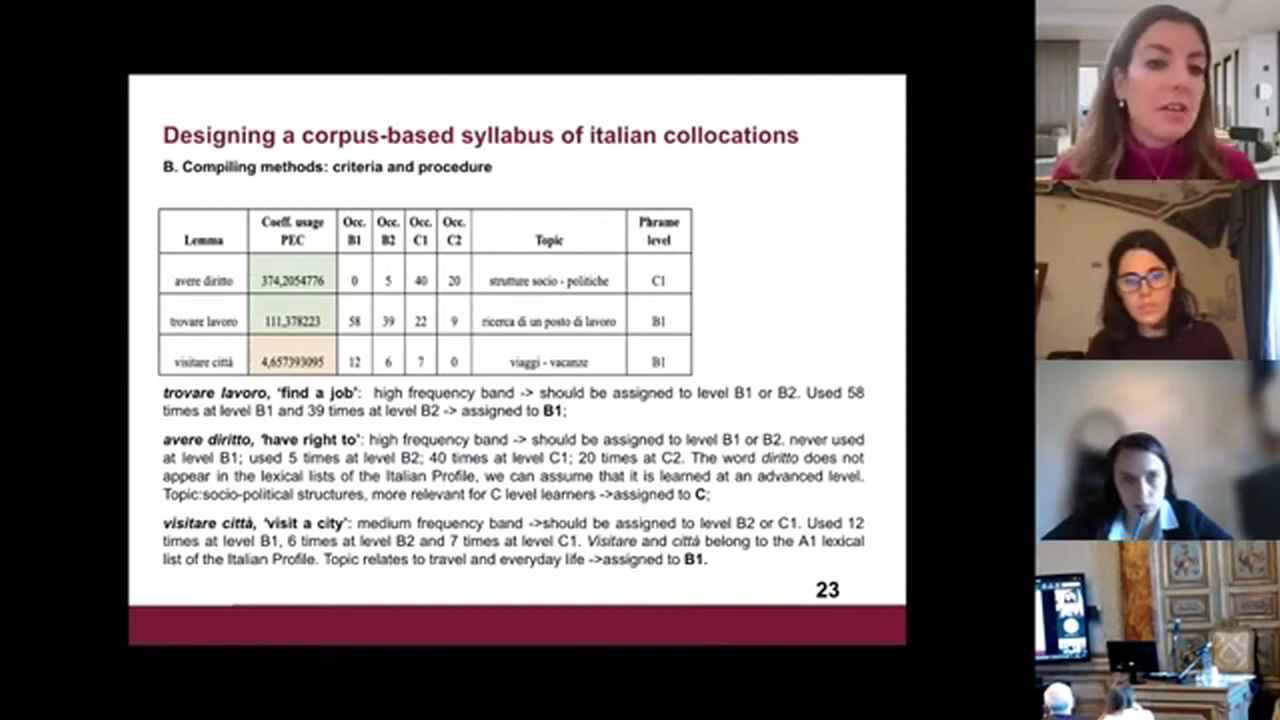 Designing a corpus-based syllabus of italian collocations
B. Compiling methods: criteria and procedure
Lemma Coeff. usage PEC Occ. B1 Occ. B2 Occ. C1 Occ. C2 Topic Phrame level
avere diritto 374,2054776 0 5 40 20 strutture socio - politiche C1
trovare lavoro 111,378223 58 39 22 9 ricerca di un posto di lavoro B1
visitare città 4,657393095 12 6 7 0 viaggi - vacanze B1
trovare lavoro, 'find a job': high frequency band -> should be assigned to level B1 or B2. Used 58
times at level B1 and 39 times at level B2 -> assigned to B1;
avere diritto, 'have right to': high frequency band -> should be assigned to level B1 or B2. never used
at level B1; used 5 times at level B2; 40 times at level C1; 20 times at C2. The word diritto does not
appear in the lexical lists of the Italian Profile, we can assume that it is learned at an advanced level.
Topic:socio-political structures, more relevant for C level learners ->assigned to C;
visitare città, 'visit a city': medium frequency band ->should be assigned to level B2 or C1. Used 12
times at level B1, 6 times at level B2 and 7 times at level C1. Visitare and città belong to the A1 lexical
list of the Italian Profile. Topic relates to travel and everyday life ->assigned to B1.
23